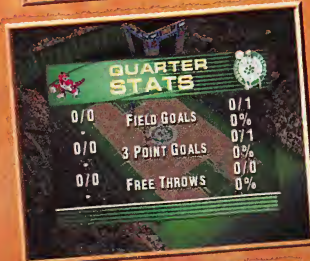 QUARTER
STATS
0/1
0/0 FIELD GOALS 0%
0/1
0/0 3 POINT GOALS 0%
0/0
0/0 FREE THROWS 0%